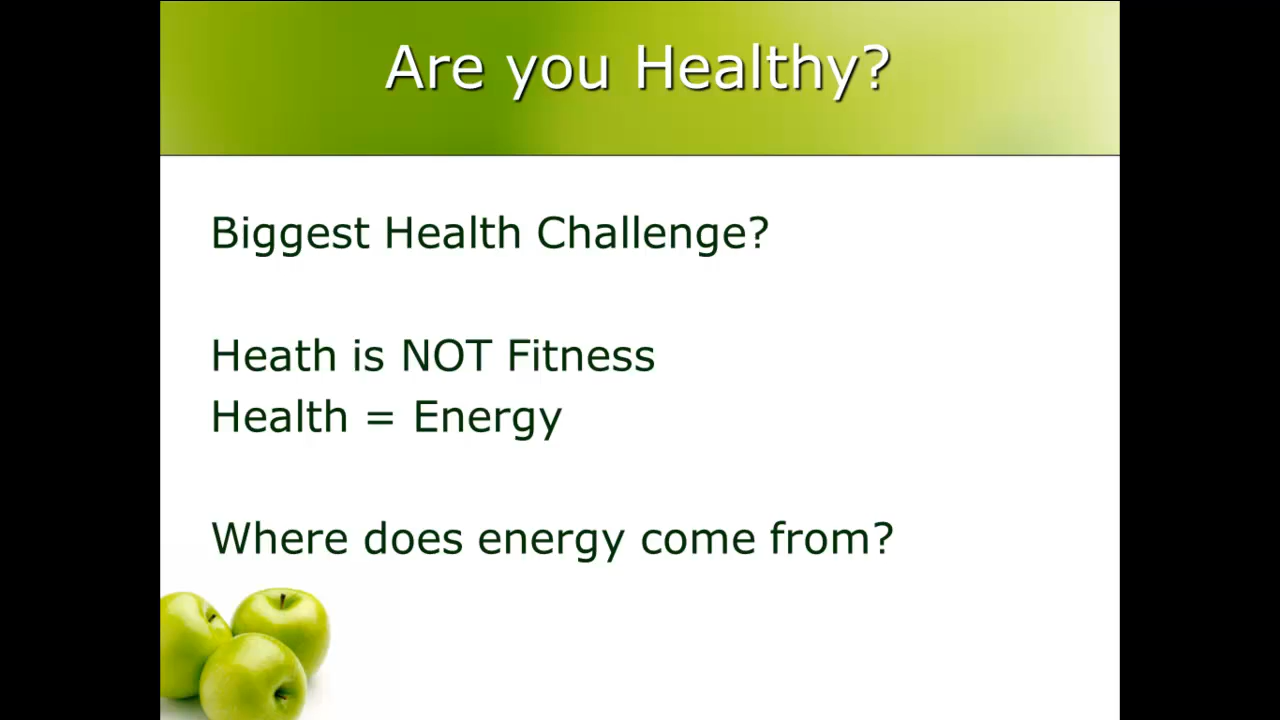 Are you Healthy?
Biggest Health Challenge?
Heath is NOT Fitness
Health = Energy
Where does energy come from?